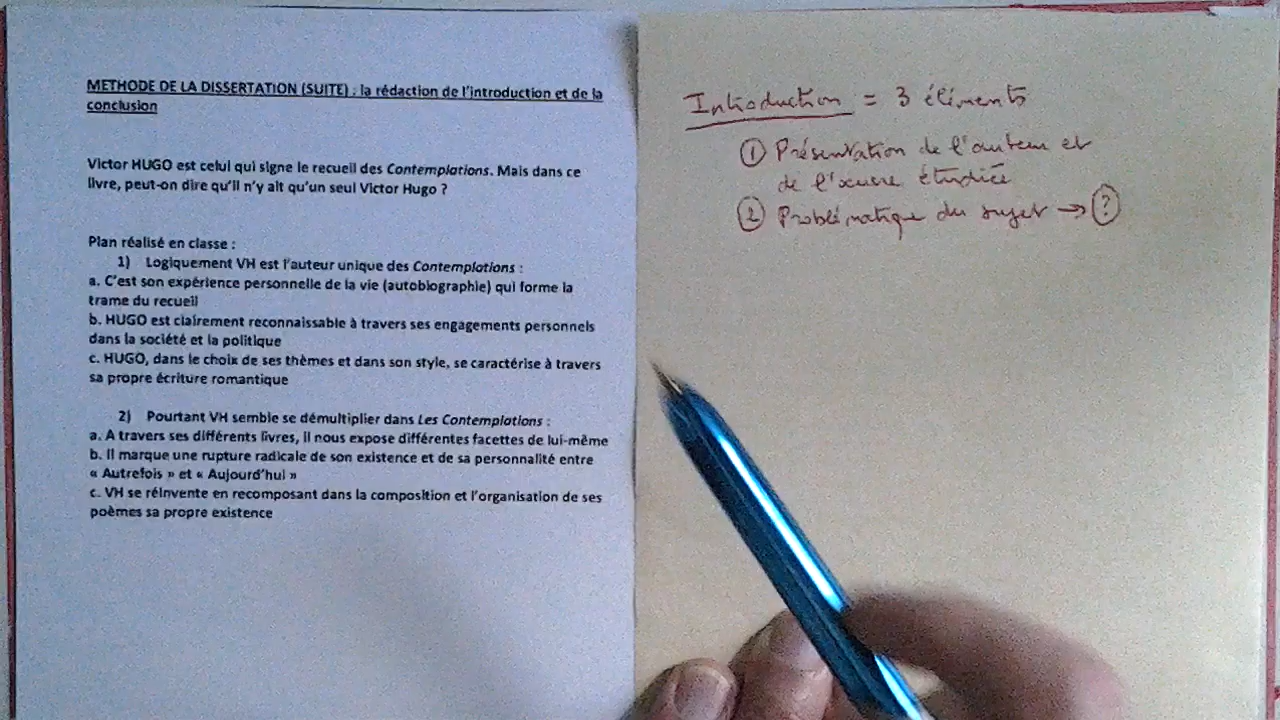 METHODE DE LA DISSERTATION (SUITE) : la rédaction de l'introduction et de la
conclusion
Victor HUGO est celui qui signe le recueil des Contemplations. Mais dans ce
livre, peut-on dire qu'il n'y ait qu'un seul Victor Hugo ?
Plan réalisé en classe :
1) Logiquement VH est l'auteur unique des Contemplations :
a. C'est son expérience personnelle de la vie (autobiographie) qui forme la
trame du recueil
b. HUGO est clairement reconnaissable à travers ses engagements personnels
dans la société et la politique
c. HUGO, dans le choix de ses thèmes et dans son style, se caractérise à travers
sa propre écriture romantique
2) Pourtant VH semble se démultiplier dans Les Contemplations :
a. A travers ses différents livres, il nous expose différentes facettes de lui-même
b. Il marque une rupture radicale de son existence et de sa personnalité entre
« Autrefois » et « Aujourd'hui »
c. VH se réinvente en recomposant dans la composition et l'organisation de ses
poèmes sa propre existence
Introduction = 3 éléments
① Présentation de l'auteur et
de l'œuvre étudiée
② Problématique du sujet → ?